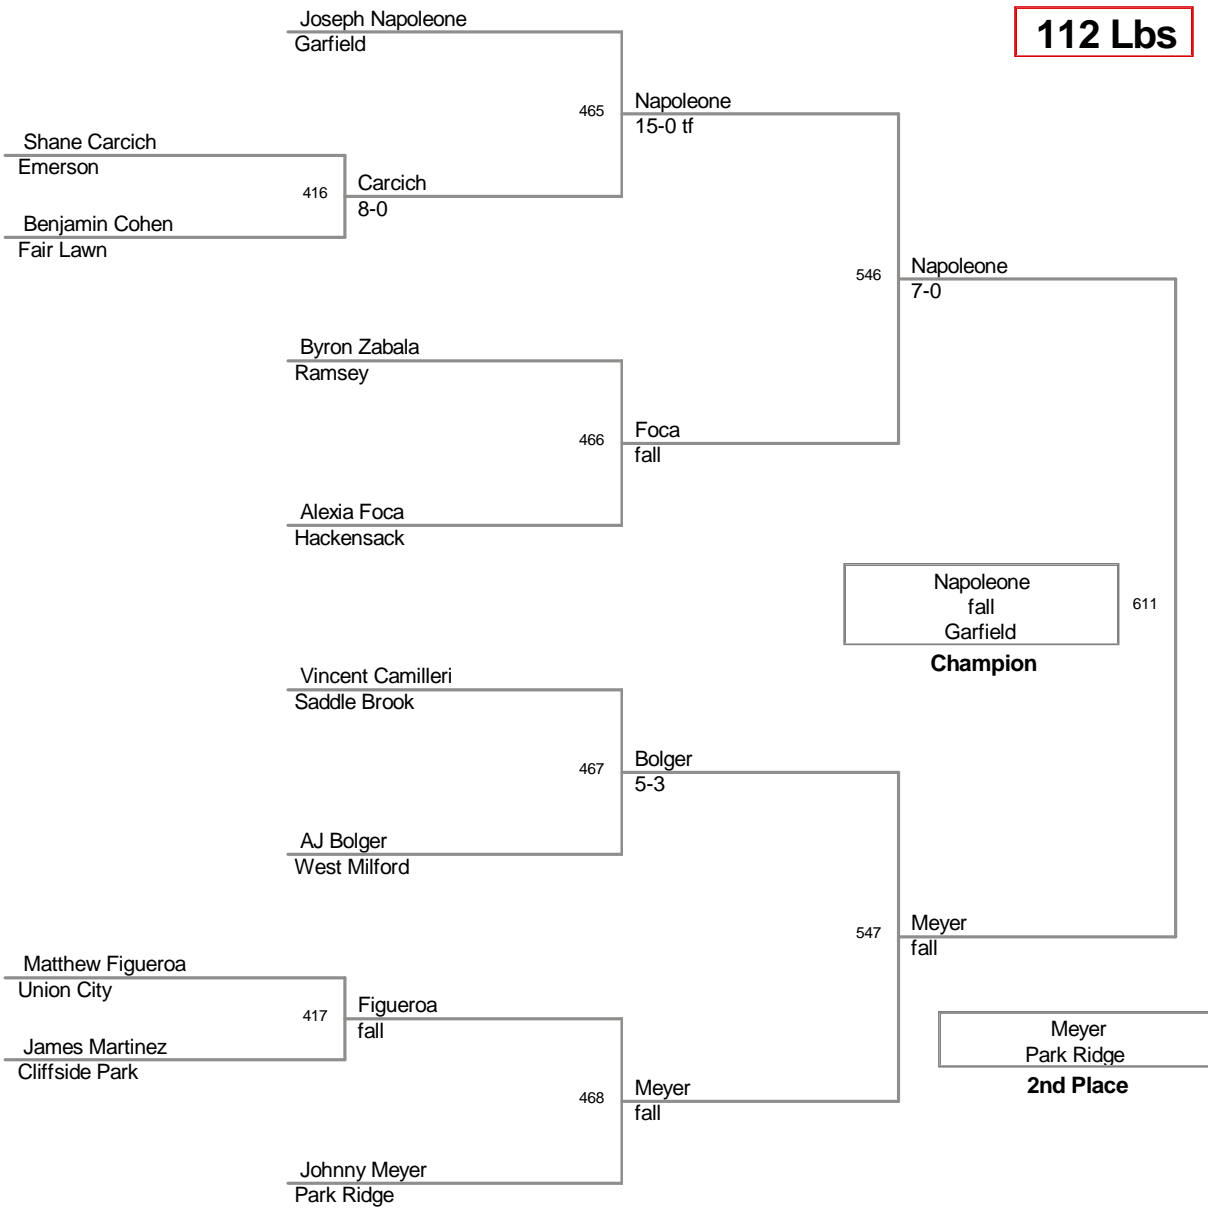 Joseph Napoleone
Garfield
112 Lbs
465
Napoleone
15-0 tf
Shane Carcich
Emerson
416
Carcich
8-0
Benjamin Cohen
Fair Lawn
546
Napoleone
7-0
Byron Zabala
Ramsey
466
Foca
fall
Alexia Foca
Hackensack
Napoleone
fall
Garfield
611
Champion
Vincent Camilleri
Saddle Brook
467
Bolger
5-3
AJ Bolger
West Milford
547
Meyer
fall
Matthew Figueroa
Union City
417
Figueroa
fall
James Martinez
Cliffside Park
Meyer
Park Ridge
2nd Place
468
Meyer
fall
Johnny Meyer
Park Ridge